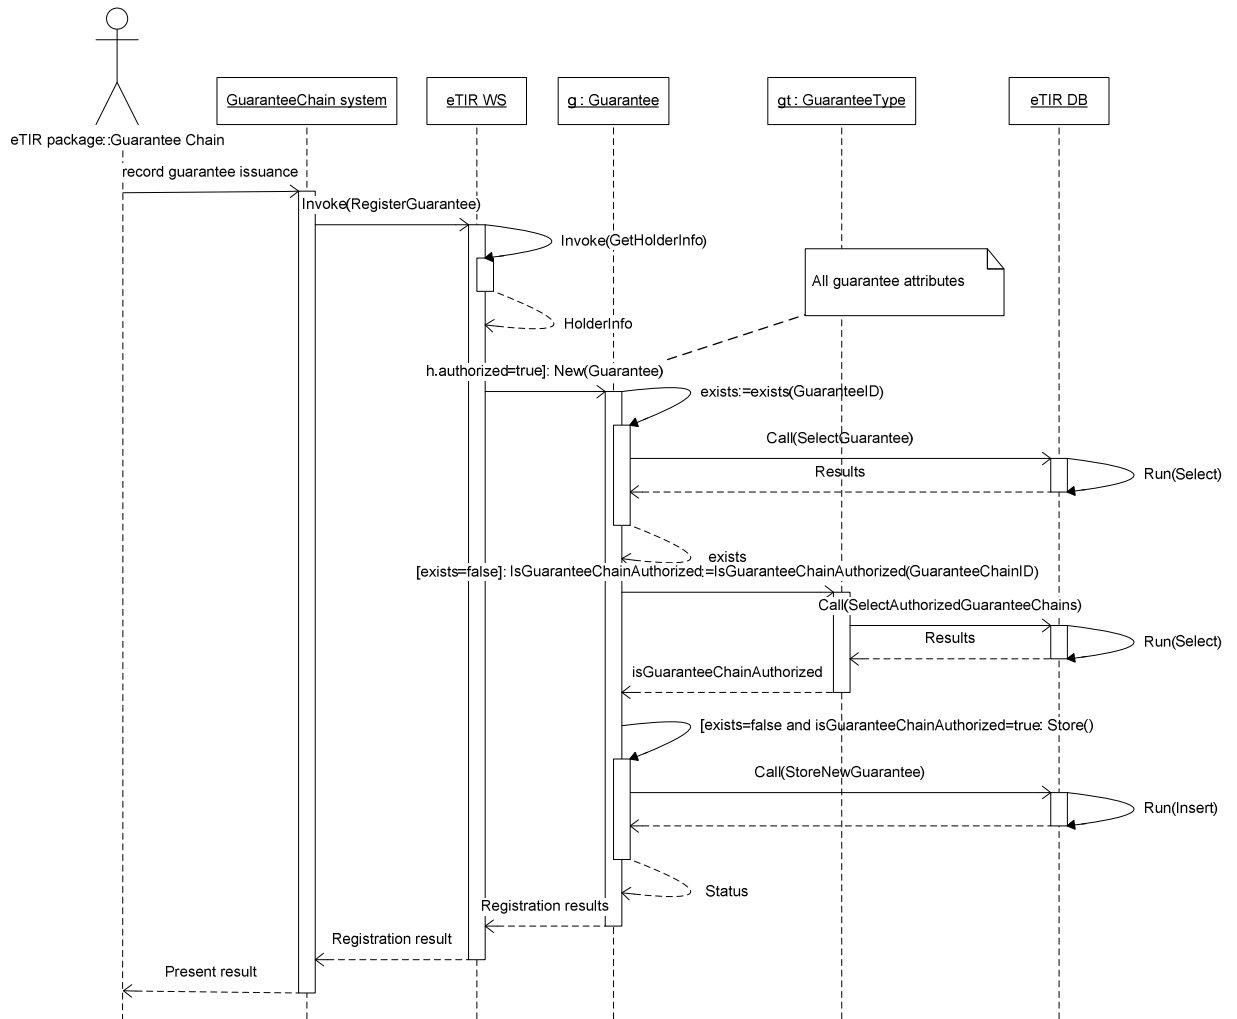 GuaranteeChain system
eTIR WS
g : Guarantee
gt : GuaranteeType
eTIR DB
eTIR package::Guarantee Chain
record guarantee issuance
Invoke(RegisterGuarantee)
Invoke(GetHolderInfo)
All guarantee attributes
HolderInfo
h.authorized=true]: New(Guarantee)
exists:=exists(GuaranteeID)
Call(SelectGuarantee)
Results
Run(Select)
exists
[exists=false]: IsGuaranteeChainAuthorized:=IsGuaranteeChainAuthorized(GuaranteeChainID)
Call(SelectAuthorizedGuaranteeChains)
Results
Run(Select)
isGuaranteeChainAuthorized
[exists=false and isGuaranteeChainAuthorized=true: Store()
Call(StoreNewGuarantee)
Run(Insert)
Status
Registration results
Registration result
Present result